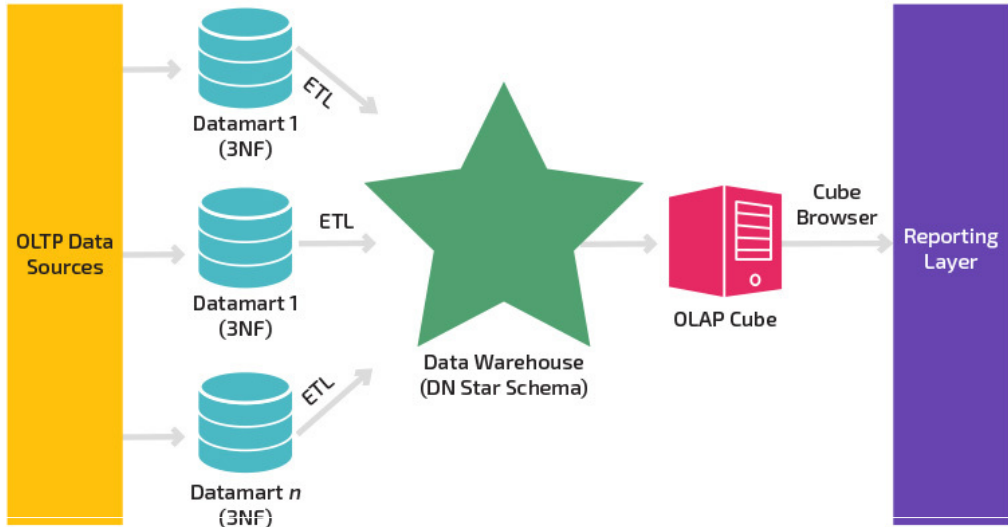 OLTP Data
Sources
Datamart 1
(3NF)
ETL
Datamart 1
(3NF)
ETL
Datamart n
(3NF)
ETL
Data Warehouse
(DN Star Schema)
OLAP Cube
Cube
Browser
Reporting
Layer